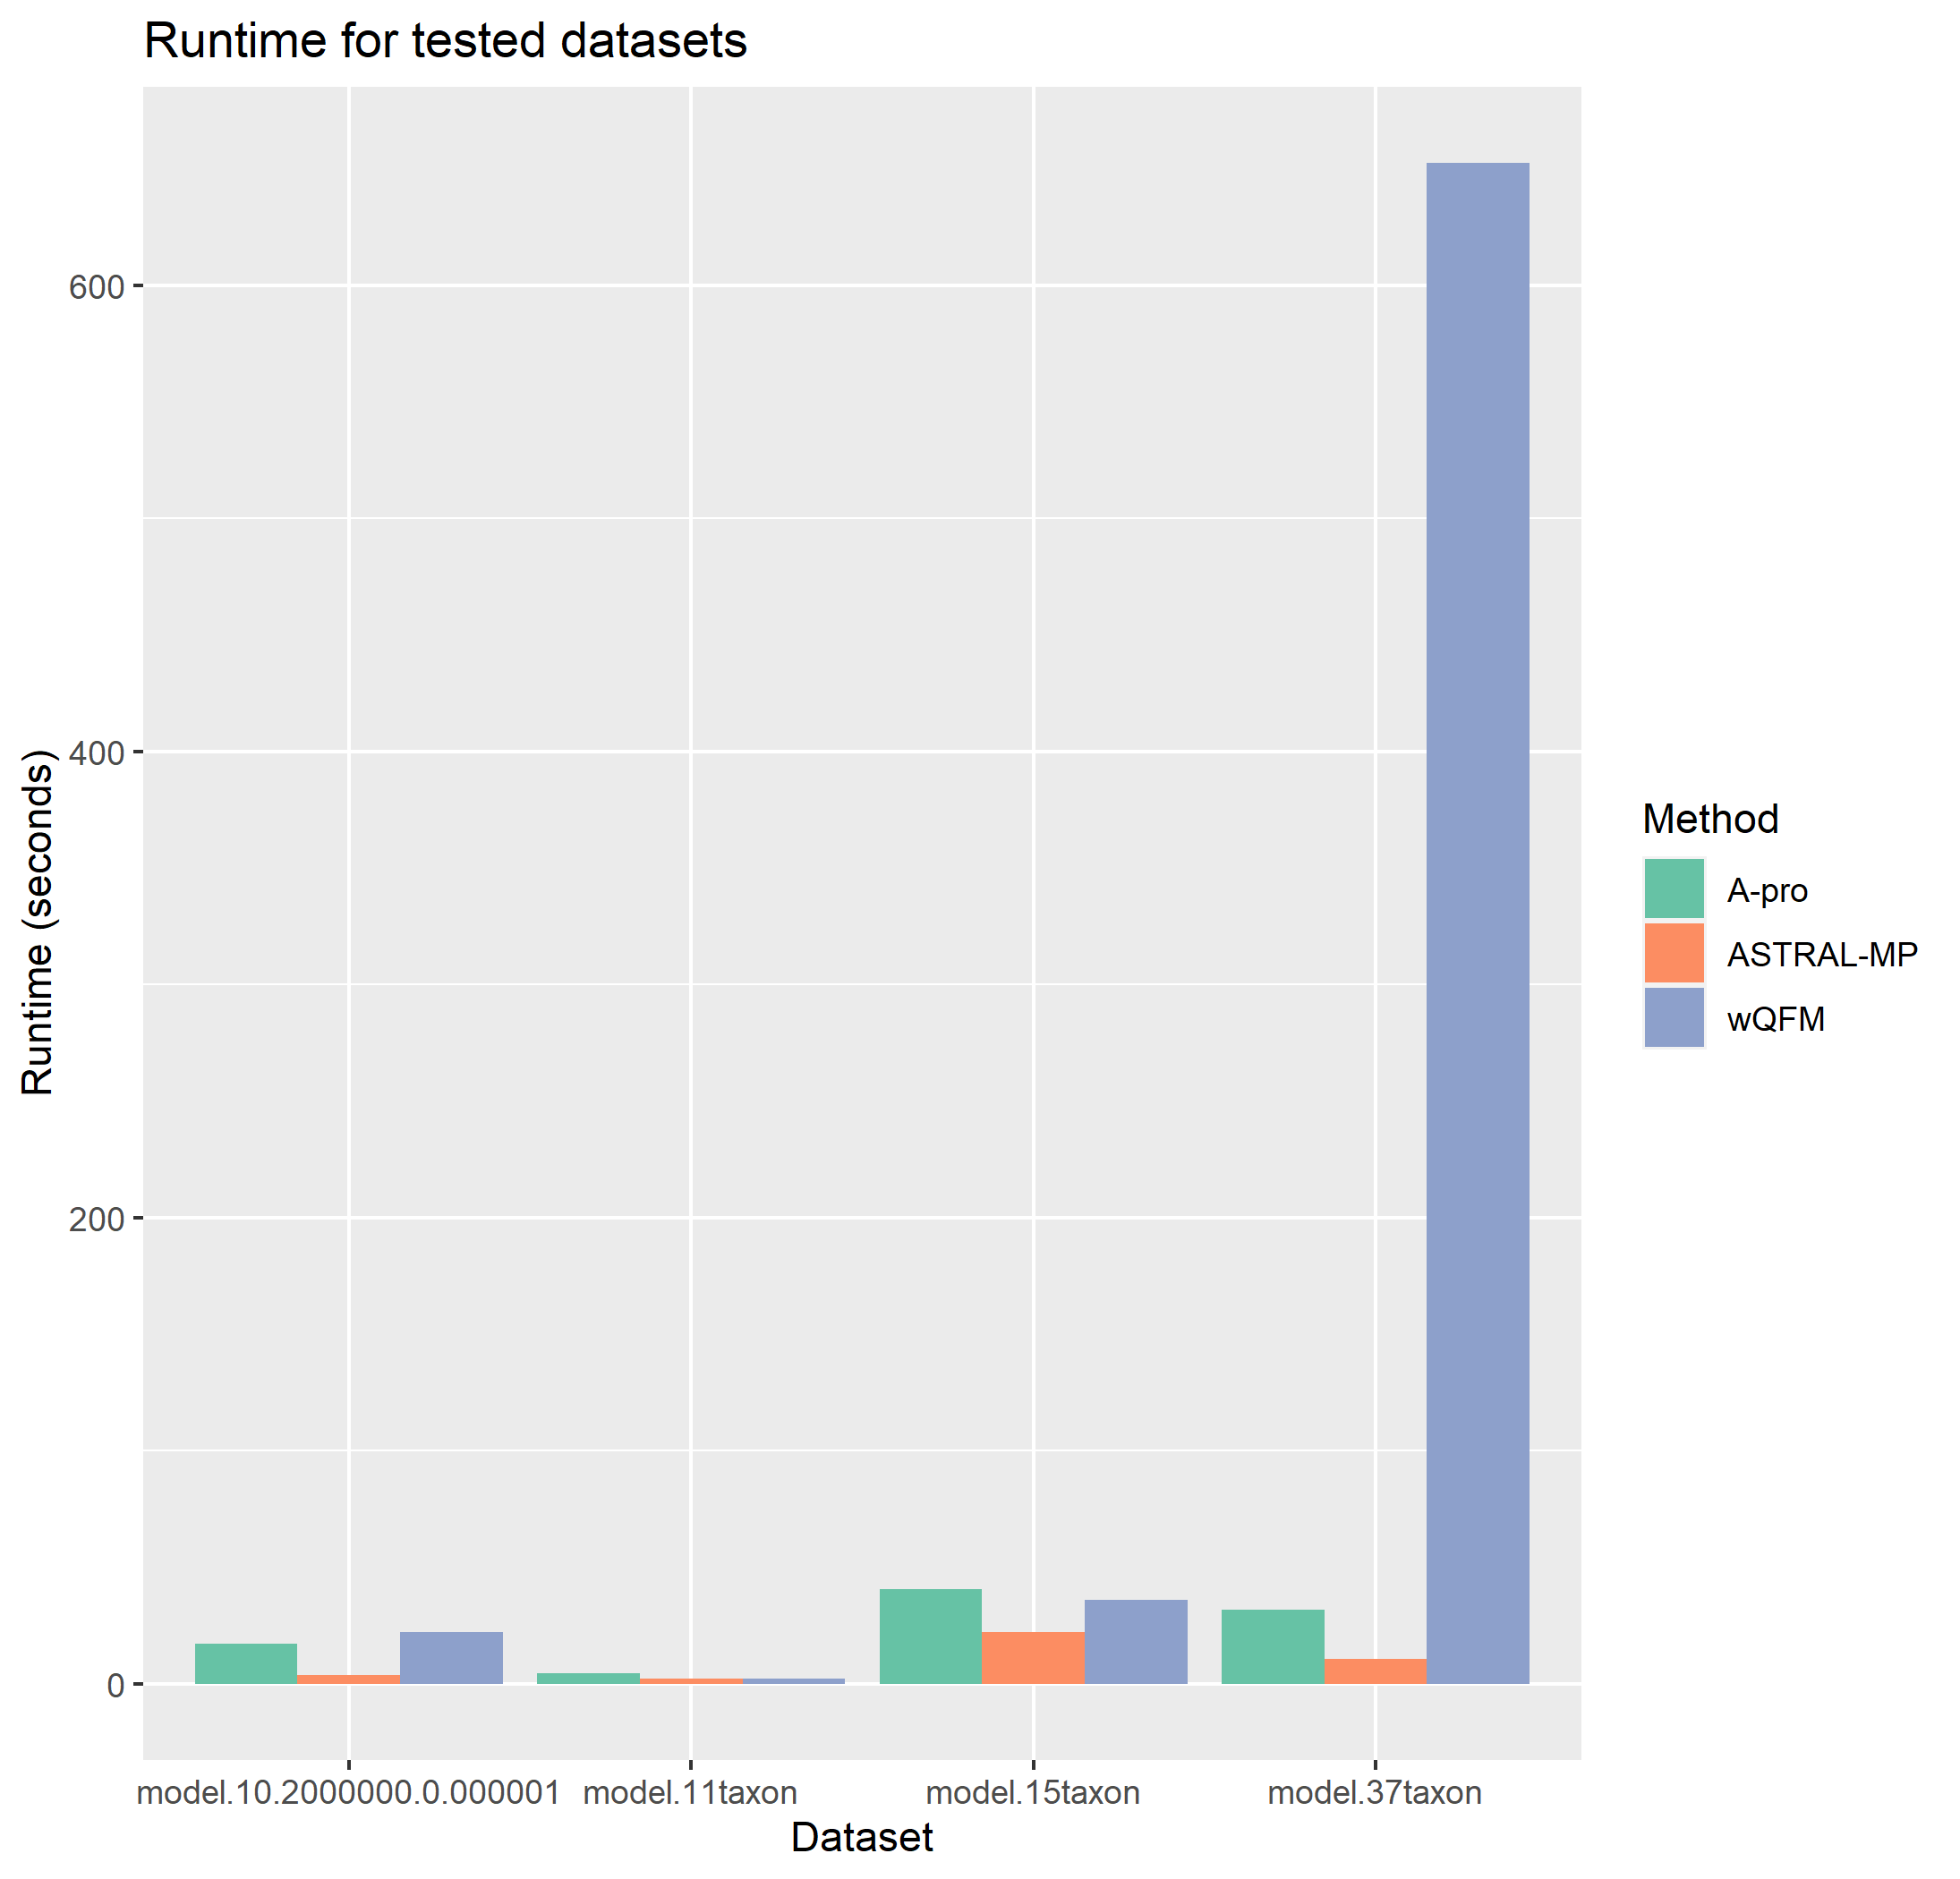 Runtime for tested datasets
600
400
200
0
Runtime (seconds)
model.10.2000000.0.000001 model.11taxon model.15taxon model.37taxon
Dataset
Method
A-pro
ASTRAL-MP
wQFM